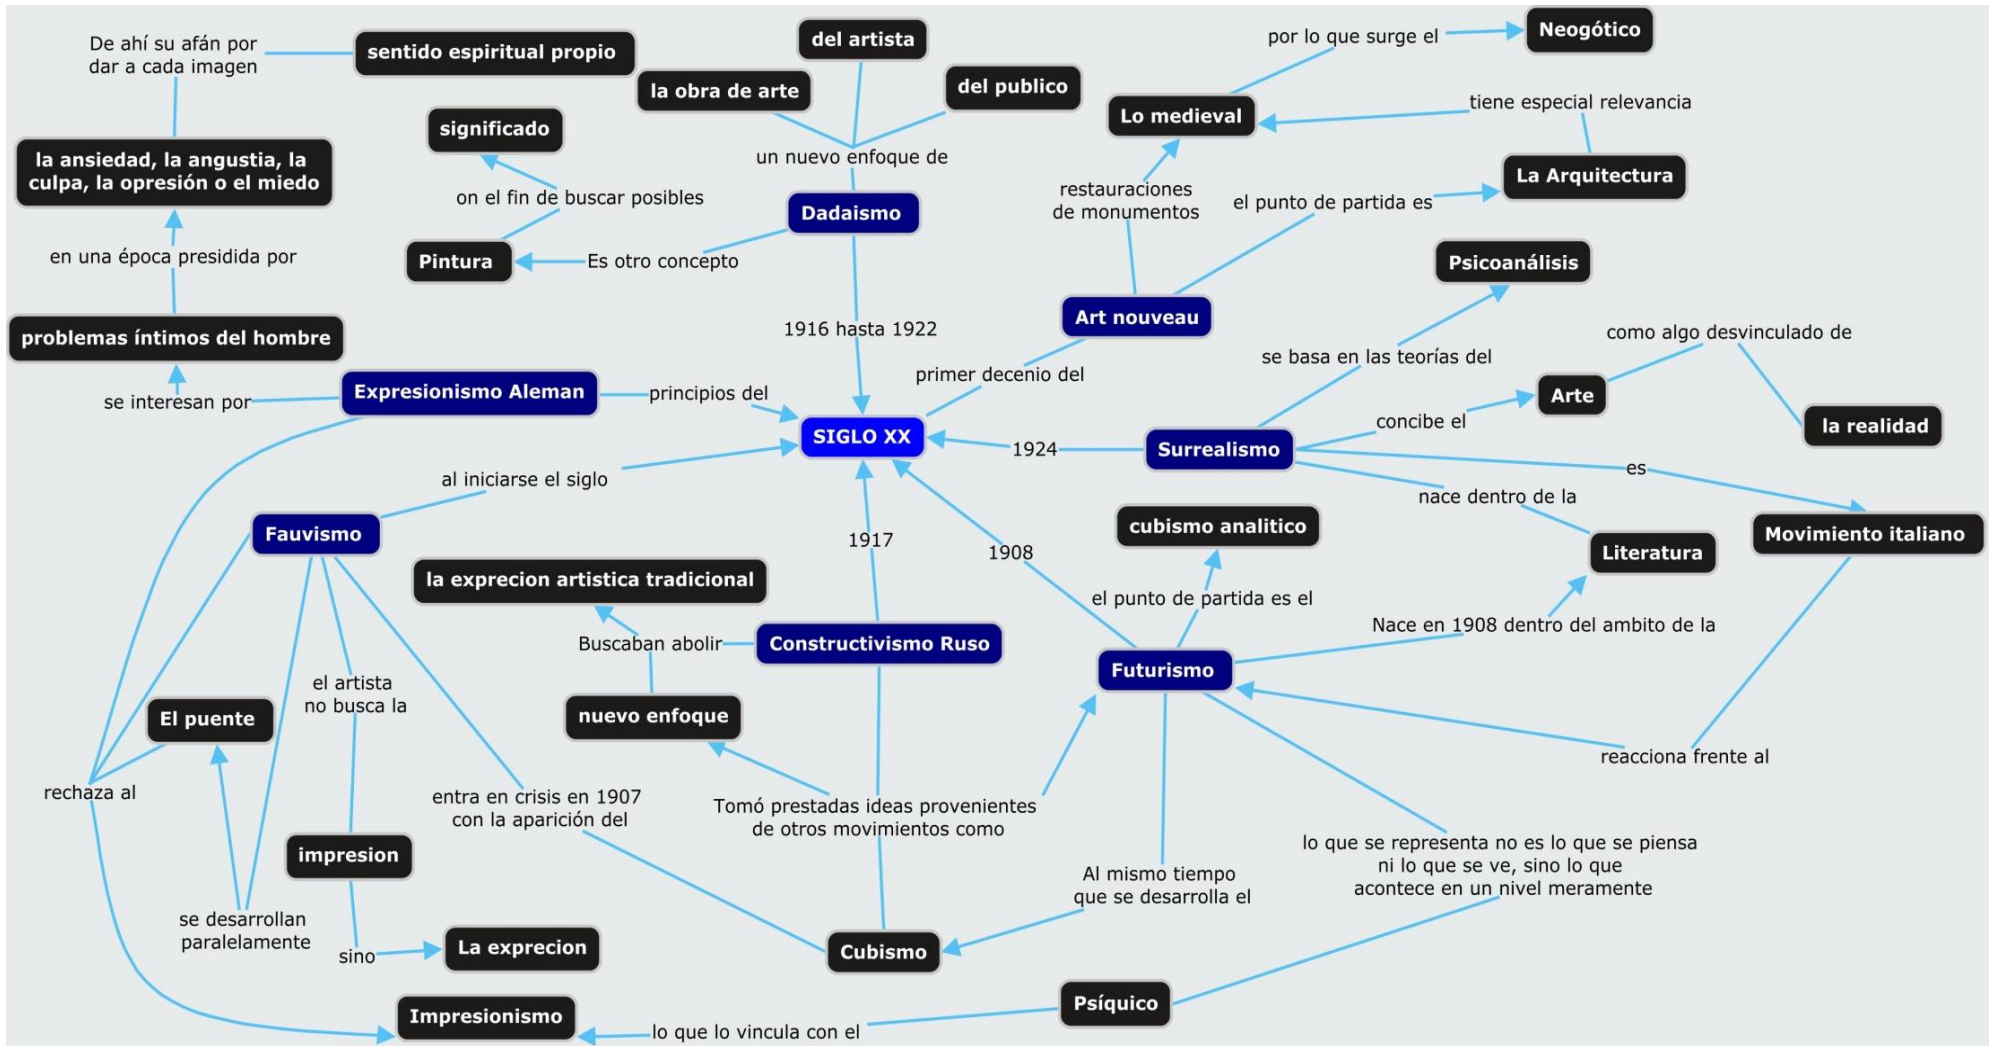 De ahí su afán por
dar a cada imagen
sentido espiritual propio
del artista
la obra de arte
del publico
por lo que surge el
Neogótico
significado
Lo medieval
tiene especial relevancia
la ansiedad, la angustia, la
culpa, la opresión o el miedo
un nuevo enfoque de
La Arquitectura
on el fin de buscar posibles
restauraciones
de monumentos
el punto de partida es
Dadaismo
en una época presidida por
Pintura
Es otro concepto
Psicoanálisis
problemas íntimos del hombre
1916 hasta 1922
Art nouveau
como algo desvinculado de
se basa en las teorías del
primer decenio del
se interesan por
Expresionismo Aleman
principios del
Arte
concibe el
la realidad
SIGLO XX
1924
Surrealismo
es
al iniciarse el siglo
nace dentro de la
Fauvismo
1917
1908
cubismo analitico
Literatura
Movimiento italiano
la exprecion artistica tradicional
el punto de partida es el
Buscaban abolir
Constructivismo Ruso
Nace en 1908 dentro del ambito de la
Futurismo
el artista
no busca la
El puente
nuevo enfoque
reacciona frente al
rechaza al
entra en crisis en 1907
con la aparición del
Tomó prestadas ideas provenientes
de otros movimientos como
impresion
lo que se representa no es lo que se piensa
ni lo que se ve, sino lo que
acontece en un nivel meramente
Al mismo tiempo
que se desarrolla el
se desarrollan
paralelamente
sino
La exprecion
Cubismo
Psíquico
Impresionismo
lo que lo vincula con el